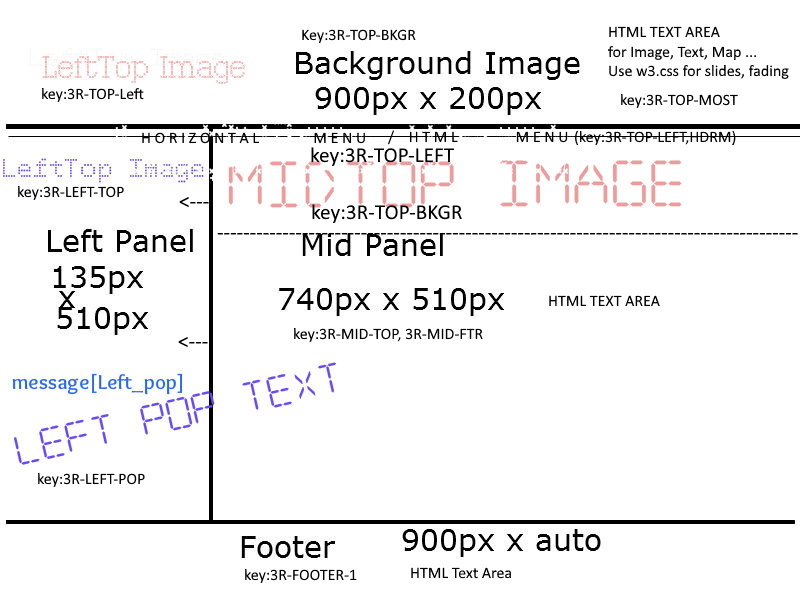 Key:3R-TOP-BKGR
HTML TEXT AREA
for Image, Text, Map ...
Use w3.css for slides, fading
LeftTop Image
Background Image
key:3R-TOP-Left
900px x 200px
key:3R-TOP-MOST
HORIZONTAL MENU / HTML MENU (key:3R-TOP-LEFT,HDRM)
key:3R-TOP-LEFT
LeftTop Image
MIDTOP IMAGE
key:3R-LEFT-TOP
<---
key:3R-TOP-BKGR
Left Panel
Mid Panel
135px
x
510px
740px x 510px
HTML TEXT AREA
key:3R-MID-TOP, 3R-MID-FTR
<---
message[Left_pop]
LEFT POP TEXT
key:3R-LEFT-POP
Footer
900px x auto
key:3R-FOOTER-1
HTML Text Area